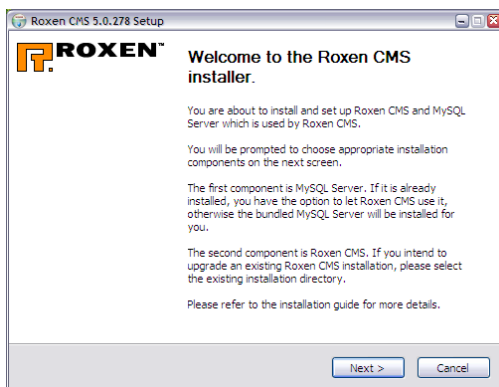 Roxen CMS 5.0.278 Setup
ROXEN™
Welcome to the Roxen CMS
installer.
You are about to install and set up Roxen CMS and MySQL
Server which is used by Roxen CMS.
You will be prompted to choose appropriate installation
components on the next screen.
The first component is MySQL Server. If it is already
installed, you have the option to let Roxen CMS use it,
otherwise the bundled MySQL Server will be installed for
you.
The second component is Roxen CMS. If you intend to
upgrade an existing Roxen CMS installation, please select
the existing installation directory.
Please refer to the installation guide for more details.
Next >
Cancel